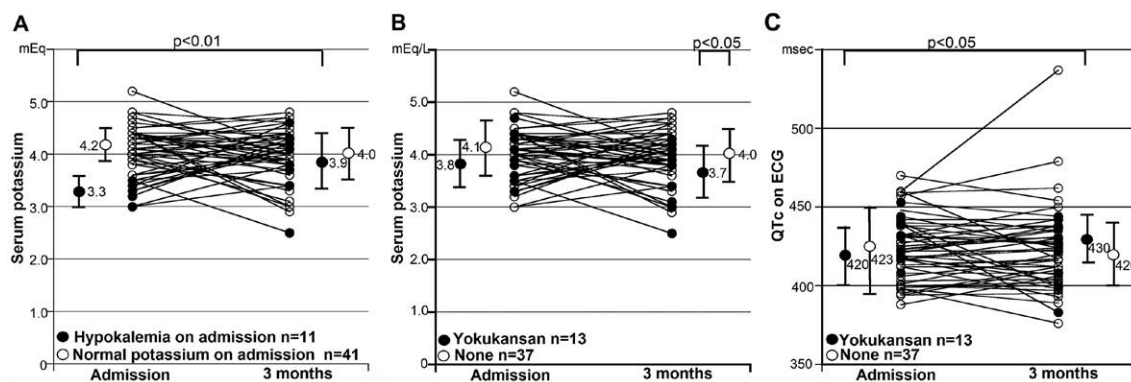 A
mEq
p<0.01
5.0
4.0
3.0
2.0
1.0
0
Serum potassium
4.2
3.3
3.9
4.0
Hypokalemia on admission n=11
Normal potassium on admission n=41
Admission
3 months
B
mEq/L
p<0.05
5.0
4.0
3.0
2.0
1.0
0
Serum potassium
3.8
4.1
3.7
4.0
Yokukansan n=13
None n=37
Admission
3 months
C
msec
p<0.05
500
450
400
350
QTc on ECG
420
423
430
Yokukansan n=13
None n=37
Admission
3 months